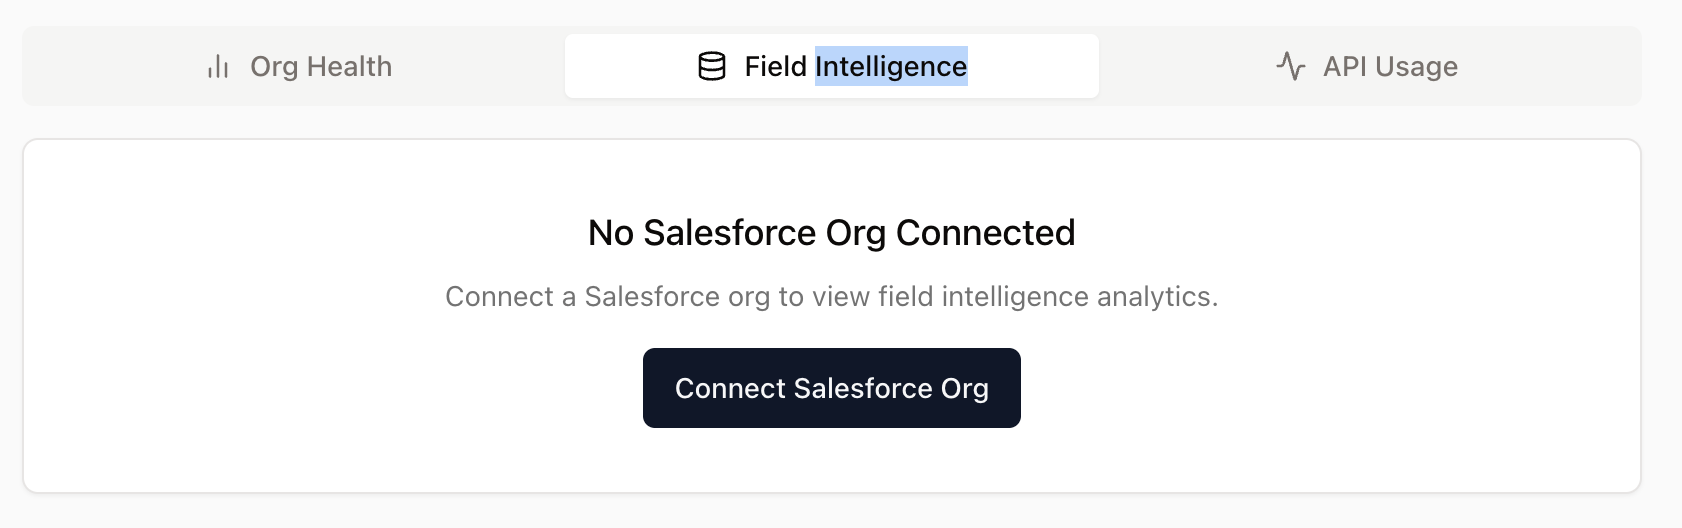 Org Health
Field Intelligence
API Usage
No Salesforce Org Connected
Connect a Salesforce org to view field intelligence analytics.
Connect Salesforce Org